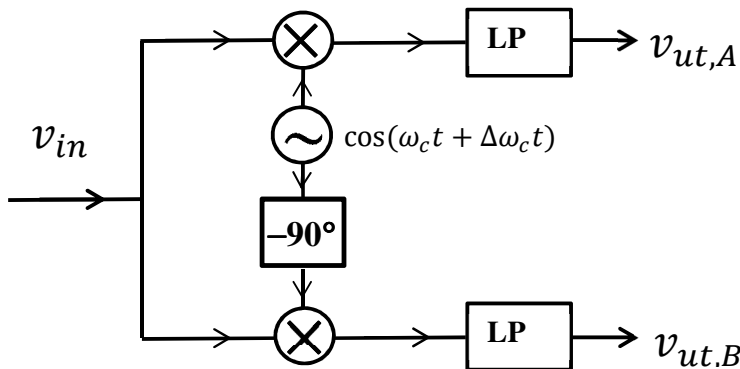 LP
v_{ut,A}
v_{in}
cos(ω_c t + Δω_c t)
−90°
LP
v_{ut,B}